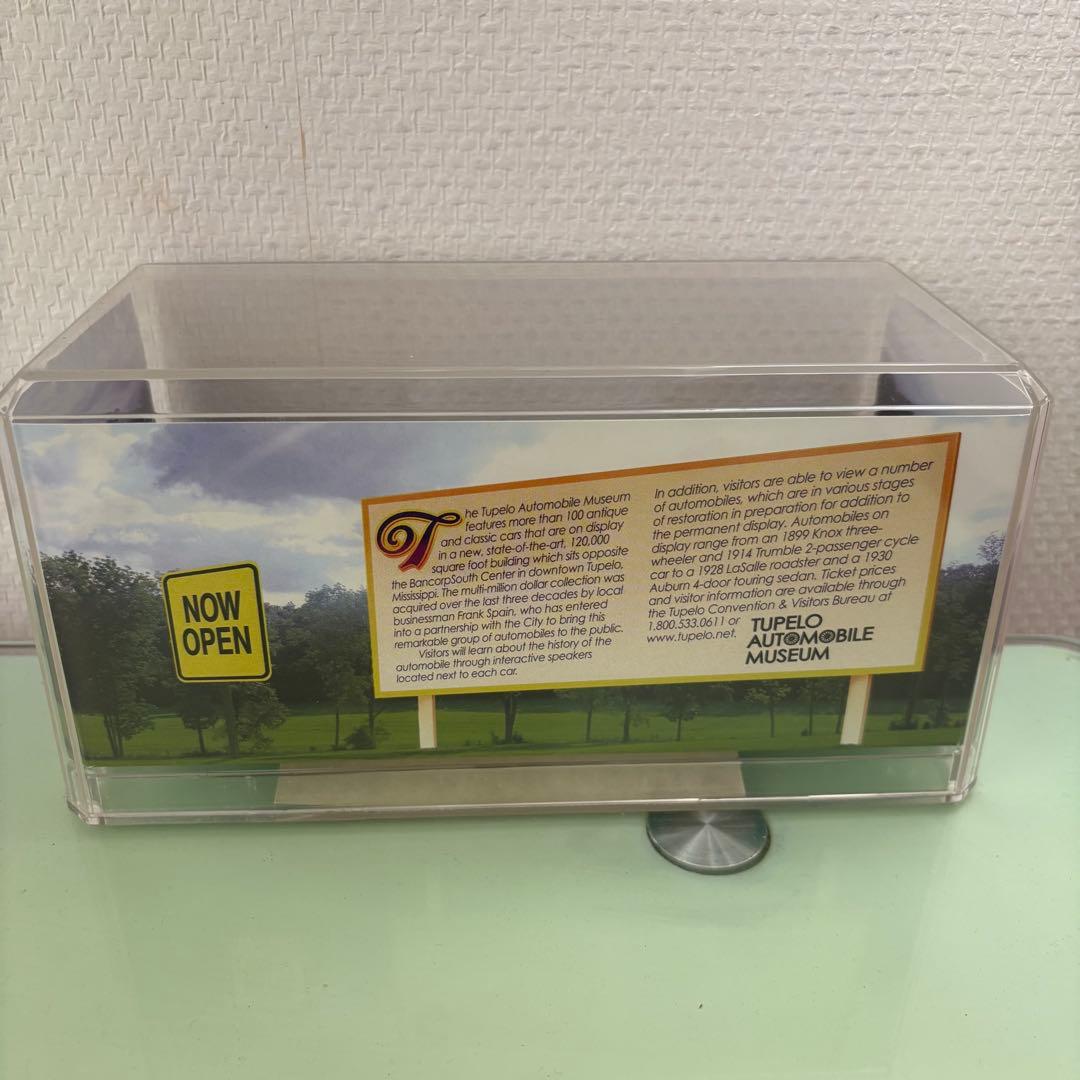 NOW
OPEN
The Tupelo Automobile Museum
features more than 100 antique
and classic cars that are on display
in a new, state-of-the-art, 120,000
square foot building which sits opposite
the BancorpSouth Center in downtown Tupelo,
Mississippi. The multi-million dollar collection was
acquired over the last three decades by local
businessman Frank Spain, who has entered
into a partnership with the City to bring this
remarkable group of automobiles to the public.
Visitors will learn about the history of the
automobile through interactive speakers
located next to each car.
In addition, visitors are able to view a number
of automobiles, which are in various stages
of restoration in preparation for addition to
the permanent display. Automobiles on
display range from an 1899 Knox three-
wheeler and 1914 Trumble 2-passenger cycle
car to a 1928 LaSalle roadster and a 1930
Auburn 4-door touring sedan. Ticket prices
and visitor information are available through
the Tupelo Convention & Visitors Bureau at
1.800.533.0611 or
www.tupelo.net.
TUPELO
AUTOMOBILE
MUSEUM